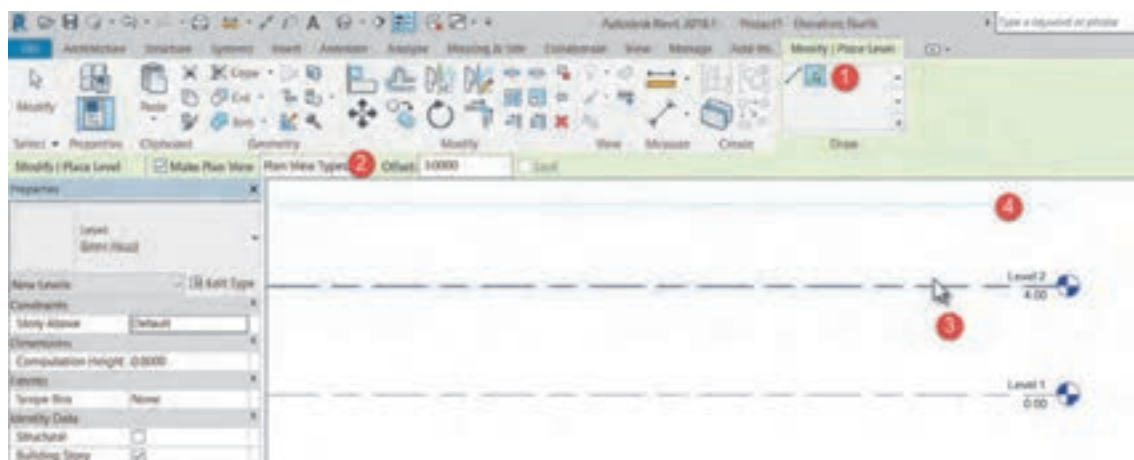 Autodesk Revit 2018.1 - Project1 - Elevation: North
Type a keyword or phrase
Architecture Structure Systems Insert Annotate Analyze Massing & Site Collaborate View Manage Add-Ins Modify | Place Level
1
Modify Paste Cope Cut Join
Select Properties Clipboard Geometry Modify View Measure Create Draw
Modify | Place Level Make Plan View Plan View Types 2 Offset: Lock
Properties
4
Level
New Levels Edit Type
Level 2
4.00
Constraints
Story Above Default
3
Dimensions
Computation Height 0.0000
Extents
Level 1
0.00
Scope Box None
Identity Data
Structural
Building Story